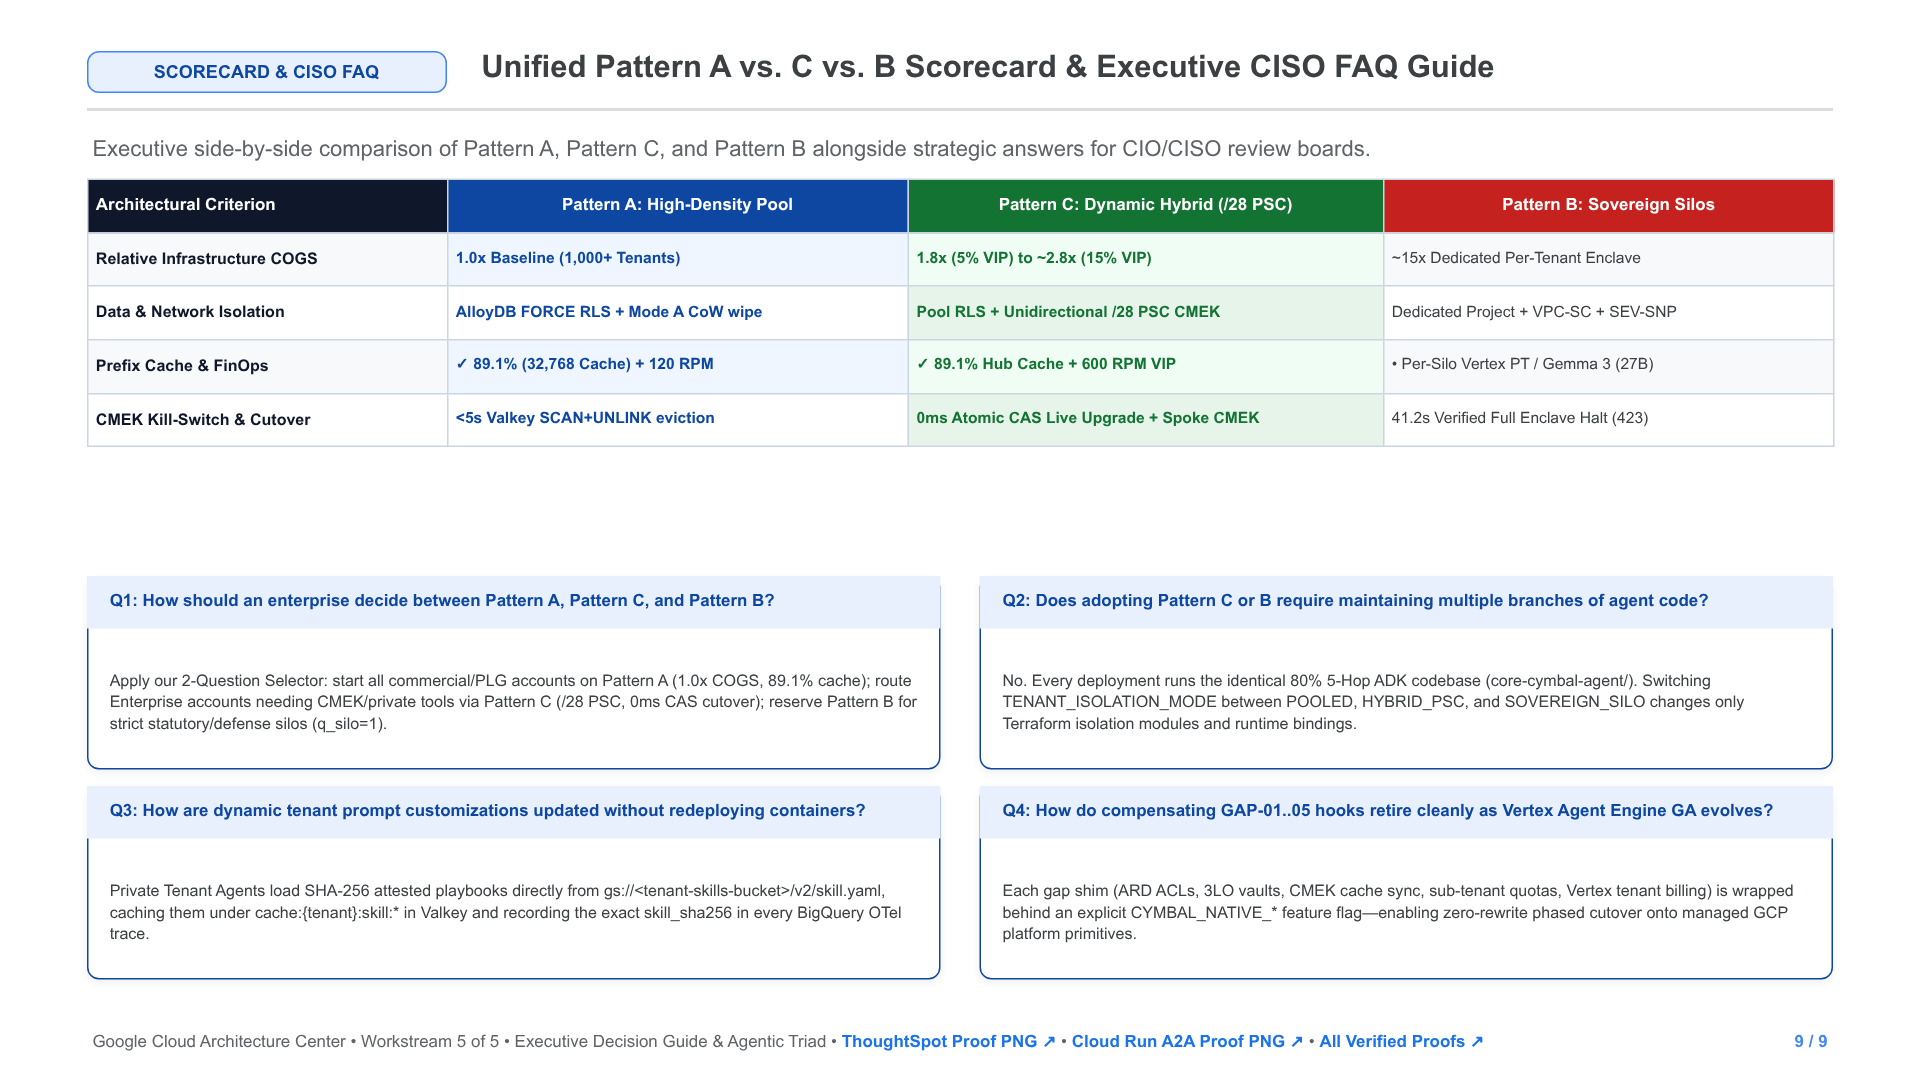 SCORECARD & CISO FAQ
Unified Pattern A vs. C vs. B Scorecard & Executive CISO FAQ Guide
Executive side-by-side comparison of Pattern A, Pattern C, and Pattern B alongside strategic answers for CIO/CISO review boards.
Architectural Criterion
Pattern A: High-Density Pool
Pattern C: Dynamic Hybrid (/28 PSC)
Pattern B: Sovereign Silos
Relative Infrastructure COGS
1.0x Baseline (1,000+ Tenants)
1.8x (5% VIP) to ~2.8x (15% VIP)
~15x Dedicated Per-Tenant Enclave
Data & Network Isolation
AlloyDB FORCE RLS + Mode A CoW wipe
Pool RLS + Unidirectional /28 PSC CMEK
Dedicated Project + VPC-SC + SEV-SNP
Prefix Cache & FinOps
✓ 89.1% (32,768 Cache) + 120 RPM
✓ 89.1% Hub Cache + 600 RPM VIP
• Per-Silo Vertex PT / Gemma 3 (27B)
CMEK Kill-Switch & Cutover
<5s Valkey SCAN+UNLINK eviction
0ms Atomic CAS Live Upgrade + Spoke CMEK
41.2s Verified Full Enclave Halt (423)
Q1: How should an enterprise decide between Pattern A, Pattern C, and Pattern B?
Apply our 2-Question Selector: start all commercial/PLG accounts on Pattern A (1.0x COGS, 89.1% cache); route
Enterprise accounts needing CMEK/private tools via Pattern C (/28 PSC, 0ms CAS cutover); reserve Pattern B for
strict statutory/defense silos (q_silo=1).
Q2: Does adopting Pattern C or B require maintaining multiple branches of agent code?
No. Every deployment runs the identical 80% 5-Hop ADK codebase (core-cymbal-agent/). Switching
TENANT_ISOLATION_MODE between POOLED, HYBRID_PSC, and SOVEREIGN_SILO changes only
Terraform isolation modules and runtime bindings.
Q3: How are dynamic tenant prompt customizations updated without redeploying containers?
Private Tenant Agents load SHA-256 attested playbooks directly from gs://<tenant-skills-bucket>/v2/skill.yaml,
caching them under cache:{tenant}:skill:* in Valkey and recording the exact skill_sha256 in every BigQuery OTel
trace.
Q4: How do compensating GAP-01..05 hooks retire cleanly as Vertex Agent Engine GA evolves?
Each gap shim (ARD ACLs, 3LO vaults, CMEK cache sync, sub-tenant quotas, Vertex tenant billing) is wrapped
behind an explicit CYMBAL_NATIVE_* feature flag—enabling zero-rewrite phased cutover onto managed GCP
platform primitives.
Google Cloud Architecture Center • Workstream 5 of 5 • Executive Decision Guide & Agentic Triad • ThoughtSpot Proof PNG ↗ • Cloud Run A2A Proof PNG ↗ • All Verified Proofs ↗
9 / 9